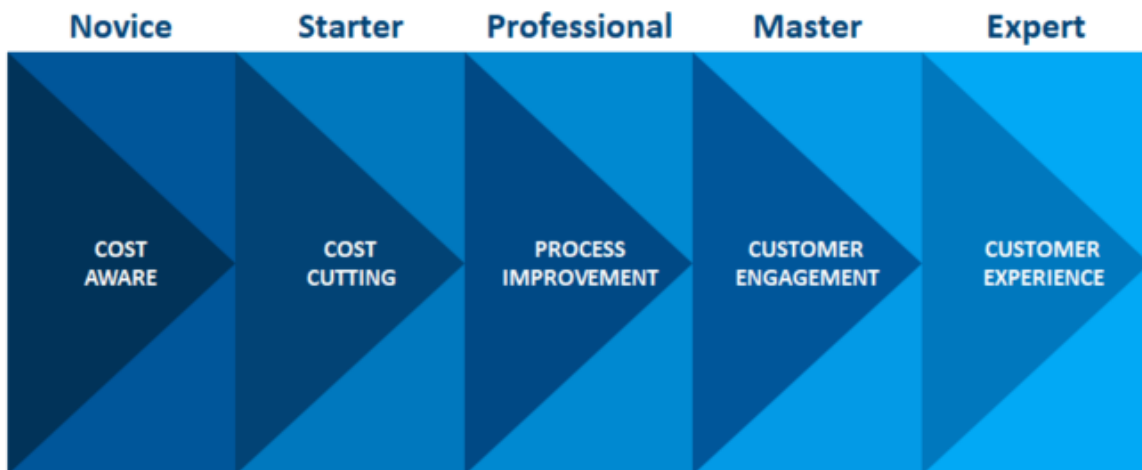 Novice Starter Professional Master Expert
COST
AWARE
COST
CUTTING
PROCESS
IMPROVEMENT
CUSTOMER
ENGAGEMENT
CUSTOMER
EXPERIENCE